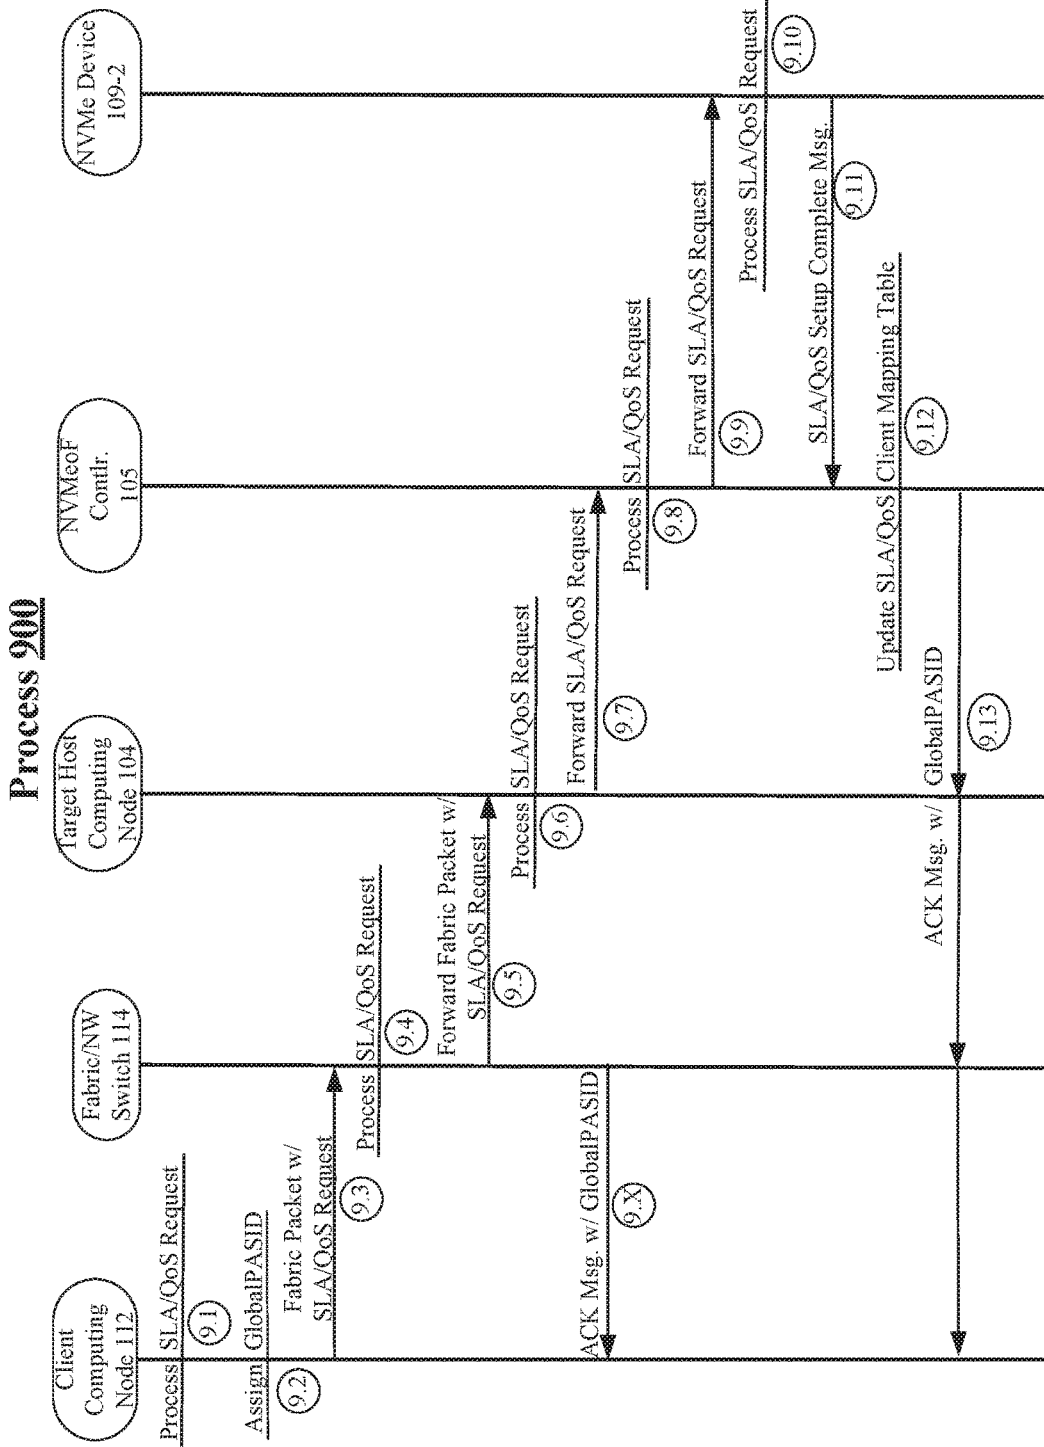 Process 900
Client
Computing
Node 112
Fabric/NW
Switch 114
Target Host
Computing
Node 104
NVMeoF
Contlr.
105
NVMe Device
109-2
Process SLA/QoS Request
9.1
Assign GlobalPASID
9.2
Fabric Packet w/
SLA/QoS Request
9.3
Process SLA/QoS Request
9.4
Forward Fabric Packet w/
SLA/QoS Request
9.5
Process SLA/QoS Request
9.6
Forward SLA/QoS Request
9.7
ACK Msg. w/ GlobalPASID
9.X
Process SLA/QoS Request
9.8
Forward SLA/QoS Request
9.9
Process SLA/QoS Request
9.10
SLA/QoS Setup Complete Msg.
9.11
Update SLA/QoS Client Mapping Table
9.12
ACK Msg. w/ GlobalPASID
9.13